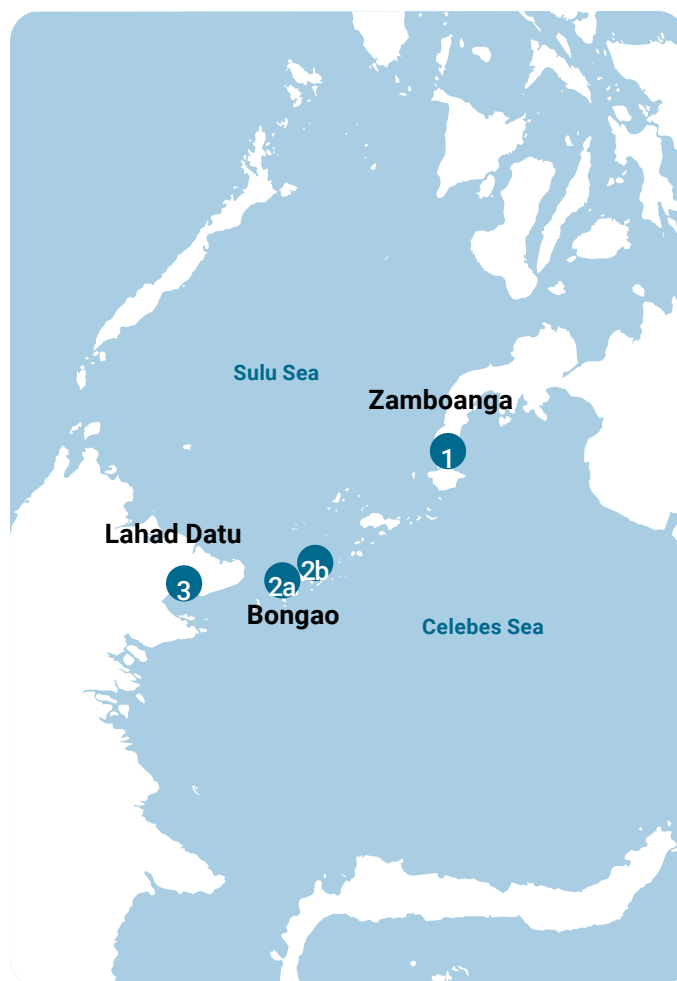 Sulu Sea
Zamboanga
1
Lahad Datu
2b
2a
3
Bongao
Celebes Sea